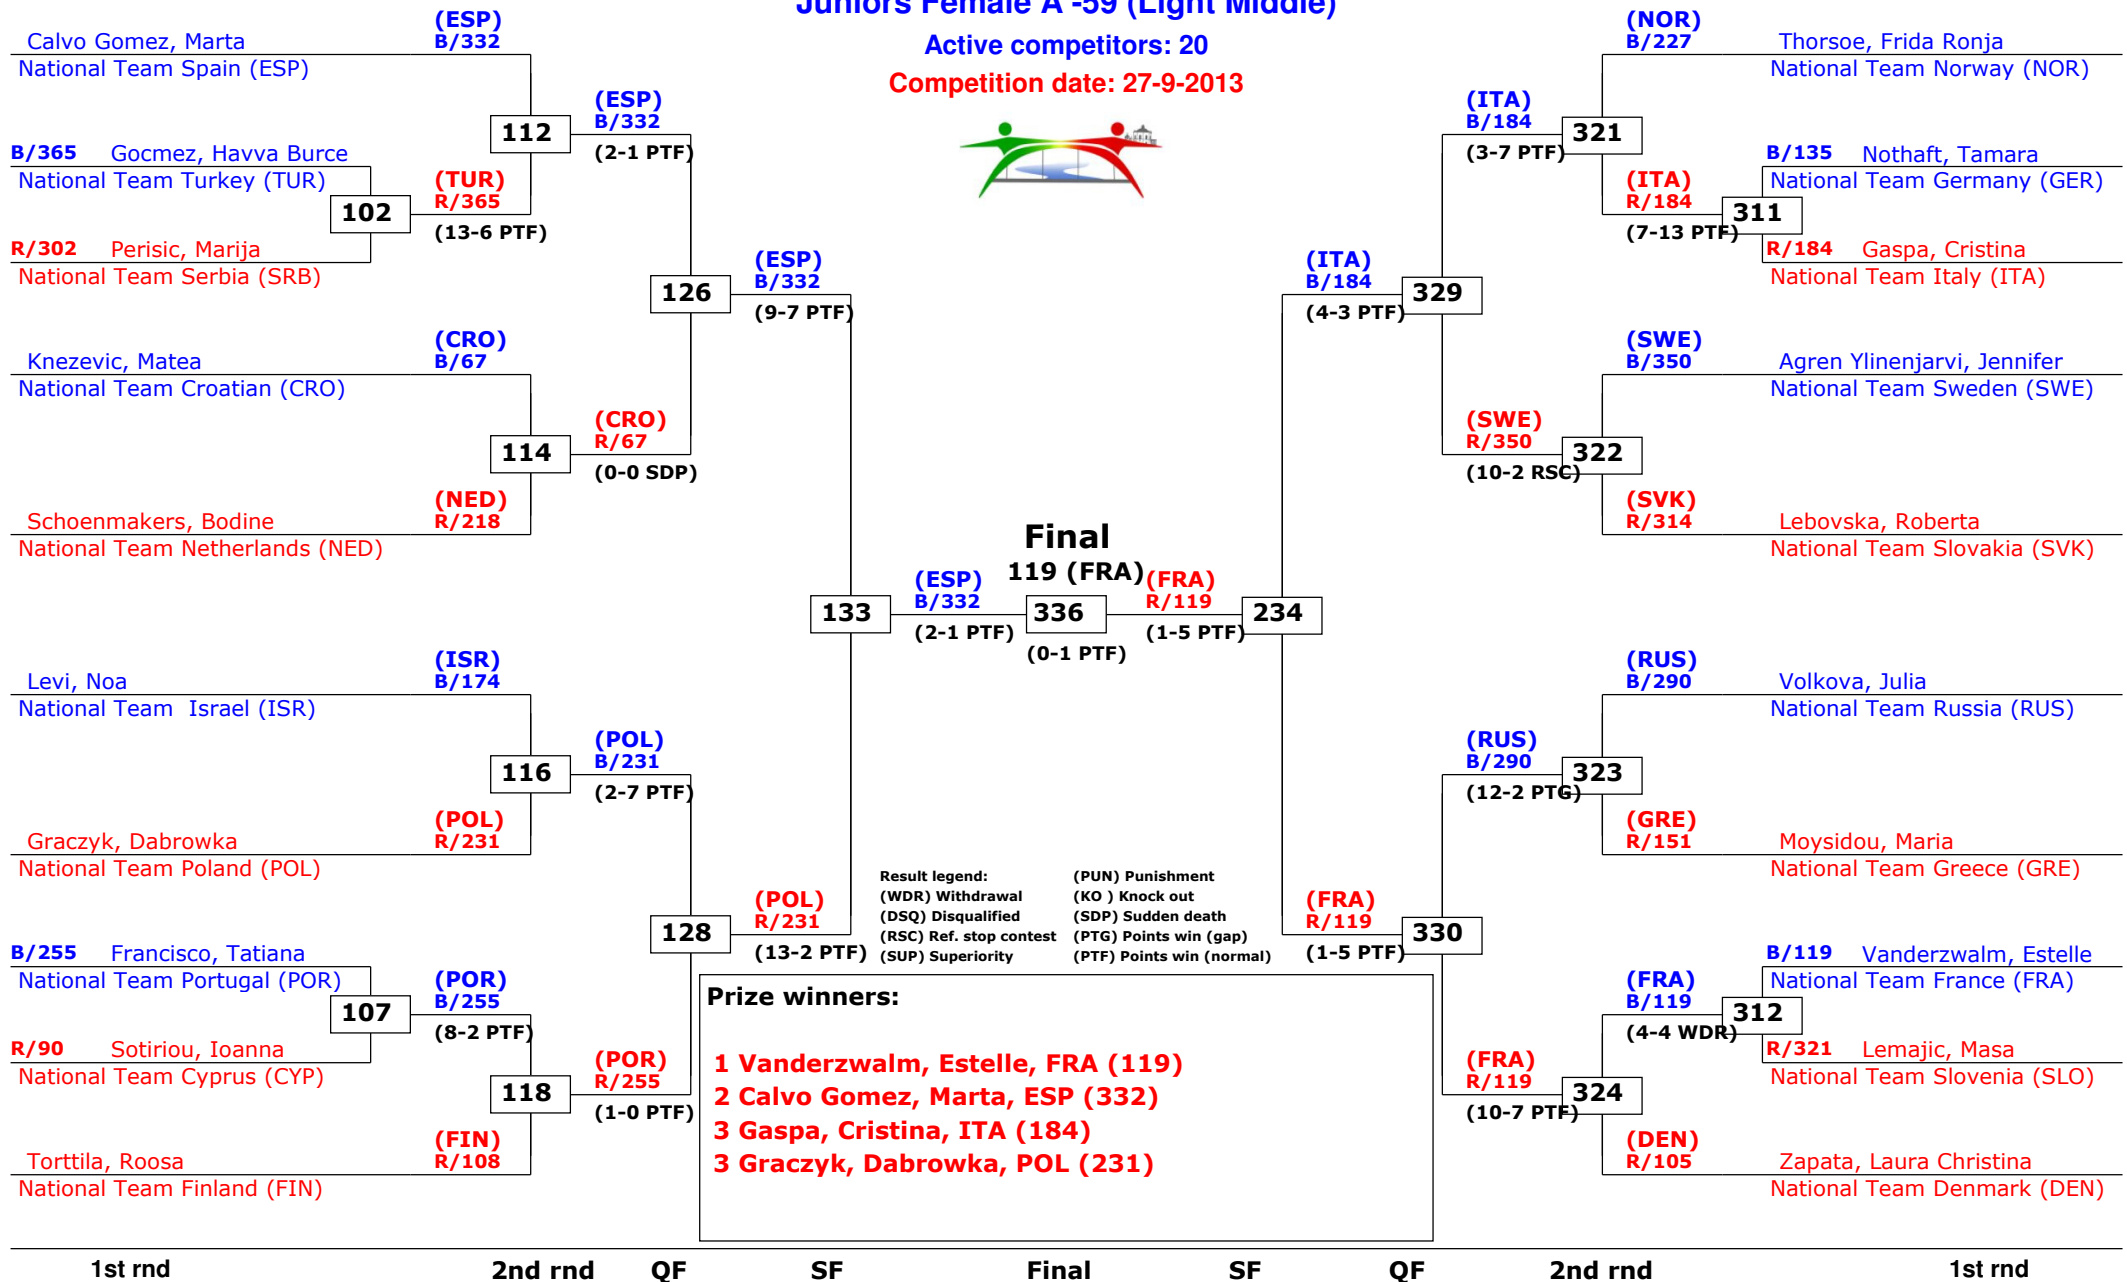 Juniors Female A -59 (Light Middle)
Active competitors: 20
Competition date: 27-9-2013
(ESP)
Calvo Gomez, Marta B/332
National Team Spain (ESP)
(ESP)
112 B/332
(2-1 PTF)
B/365 Gocmez, Havva Burce
National Team Turkey (TUR)
(TUR)
102 R/365
(13-6 PTF)
R/302 Perisic, Marija
National Team Serbia (SRB)
(ESP)
126 B/332
(9-7 PTF)
(CRO)
Knezevic, Matea B/67
National Team Croatian (CRO)
(CRO)
114 R/67
(0-0 SDP)
(NED)
Schoenmakers, Bodine R/218
National Team Netherlands (NED)
(ESP)
133 B/332
(2-1 PTF)
(ISR)
Levi, Noa B/174
National Team  Israel (ISR)
(POL)
116 B/231
(2-7 PTF)
(POL)
Graczyk, Dabrowka R/231
National Team Poland (POL)
(POL)
128 R/231
(13-2 PTF)
B/255 Francisco, Tatiana
National Team Portugal (POR)
(POR)
107 B/255
(8-2 PTF)
R/90 Sotiriou, Ioanna
National Team Cyprus (CYP)
(POR)
118 R/255
(1-0 PTF)
(FIN)
Torttila, Roosa R/108
National Team Finland (FIN)
Final
119 (FRA)
336
(0-1 PTF)
(NOR)
B/227 Thorsoe, Frida Ronja
National Team Norway (NOR)
(ITA)
B/184 321
(3-7 PTF)
B/135 Nothaft, Tamara
National Team Germany (GER)
(ITA)
R/184 311
(7-13 PTF)
R/184 Gaspa, Cristina
National Team Italy (ITA)
(ITA)
B/184 329
(4-3 PTF)
(SWE)
B/350 Agren Ylinenjarvi, Jennifer
National Team Sweden (SWE)
(SWE)
R/350 322
(10-2 RSC)
(SVK)
R/314 Lebovska, Roberta
National Team Slovakia (SVK)
(FRA)
R/119 234
(1-5 PTF)
(RUS)
B/290 Volkova, Julia
National Team Russia (RUS)
(RUS)
B/290 323
(12-2 PTG)
(GRE)
R/151 Moysidou, Maria
National Team Greece (GRE)
(FRA)
R/119 330
(1-5 PTF)
B/119 Vanderzwalm, Estelle
National Team France (FRA)
(FRA)
B/119 312
(4-4 WDR)
R/321 Lemajic, Masa
National Team Slovenia (SLO)
(FRA)
R/119 324
(10-7 PTF)
(DEN)
R/105 Zapata, Laura Christina
National Team Denmark (DEN)
Result legend: (PUN) Punishment
(WDR) Withdrawal (KO ) Knock out
(DSQ) Disqualified (SDP) Sudden death
(RSC) Ref. stop contest (PTG) Points win (gap)
(SUP) Superiority (PTF) Points win (normal)
Prize winners:
1 Vanderzwalm, Estelle, FRA (119)
2 Calvo Gomez, Marta, ESP (332)
3 Gaspa, Cristina, ITA (184)
3 Graczyk, Dabrowka, POL (231)
1st rnd 2nd rnd QF SF Final SF QF 2nd rnd 1st rnd